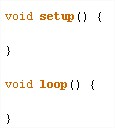 void setup() {
}
void loop() {
}